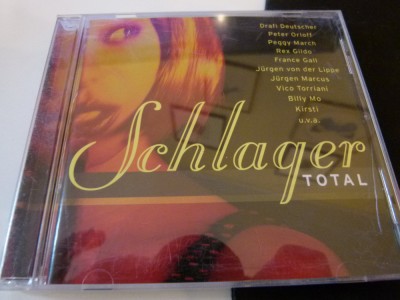 Drafi Deutscher
Peter Orloff
Peggy March
Rex Gildo
France Gall
Jürgen von der Lippe
Jürgen Marcus
Vico Torriani
Billy Mo
Kirsti
u.v.a.
Schlager
TOTAL